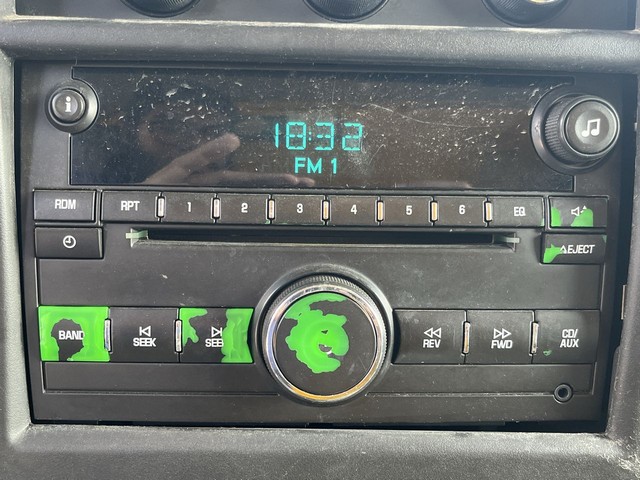 i
18:32
FM 1
RDM
RPT
1
2
3
4
5
6
EQ
EJECT
BAND
SEEK
SEEK
REV
FWD
CD/
AUX